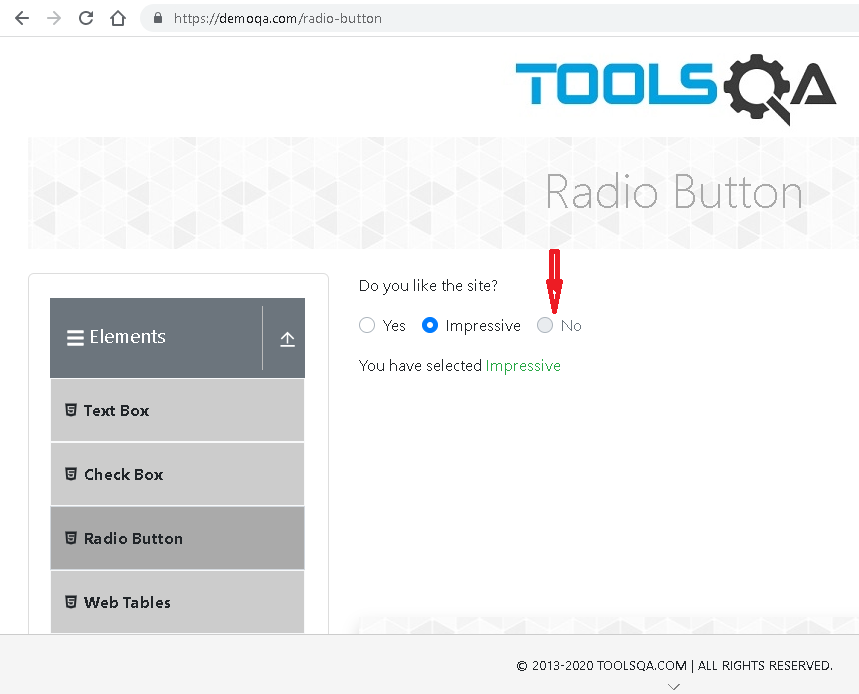 https://demoqa.com/radio-button
TOOLSQA
Radio Button
Do you like the site?
Yes Impressive No
You have selected Impressive
Elements
Text Box
Check Box
Radio Button
Web Tables
© 2013-2020 TOOLSQA.COM | ALL RIGHTS RESERVED.